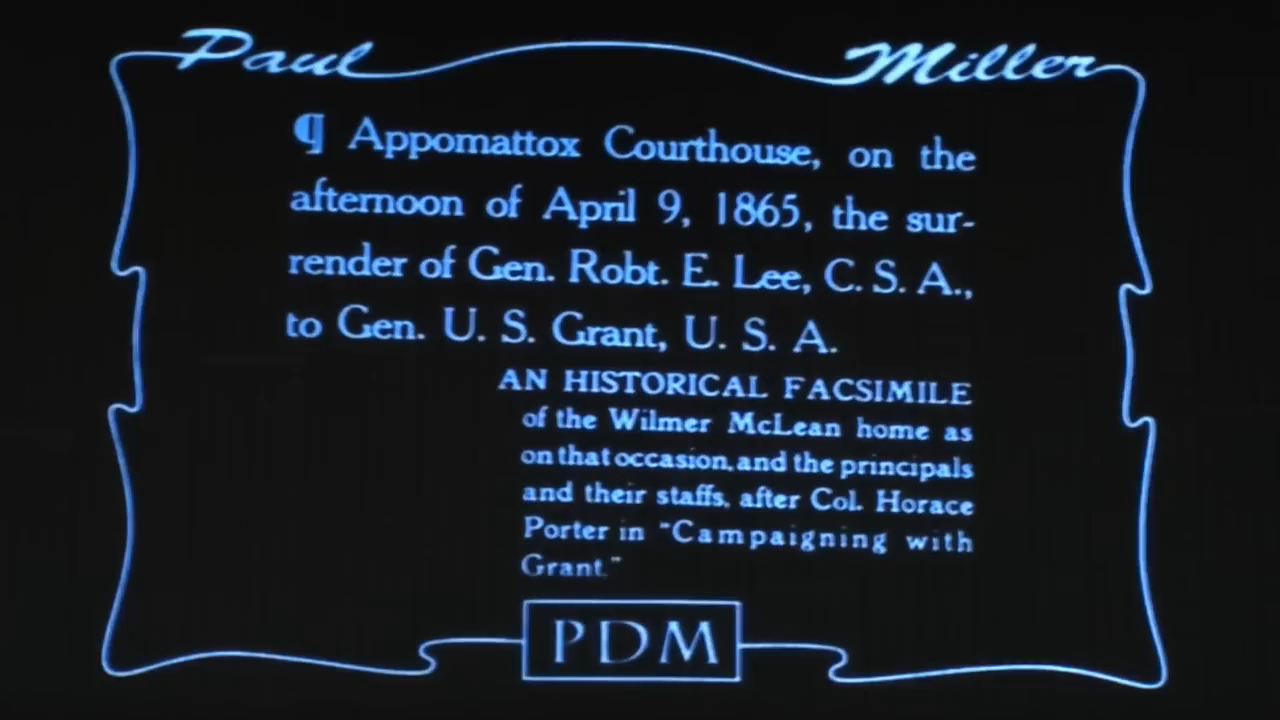 Paul Miller
¶ Appomattox Courthouse, on the
afternoon of April 9, 1865, the sur-
render of Gen. Robt. E. Lee, C. S. A.,
to Gen. U. S. Grant, U. S. A.
AN HISTORICAL FACSIMILE
of the Wilmer McLean home as
on that occasion, and the principals
and their staffs, after Col. Horace
Porter in "Campaigning with
Grant."
PDM